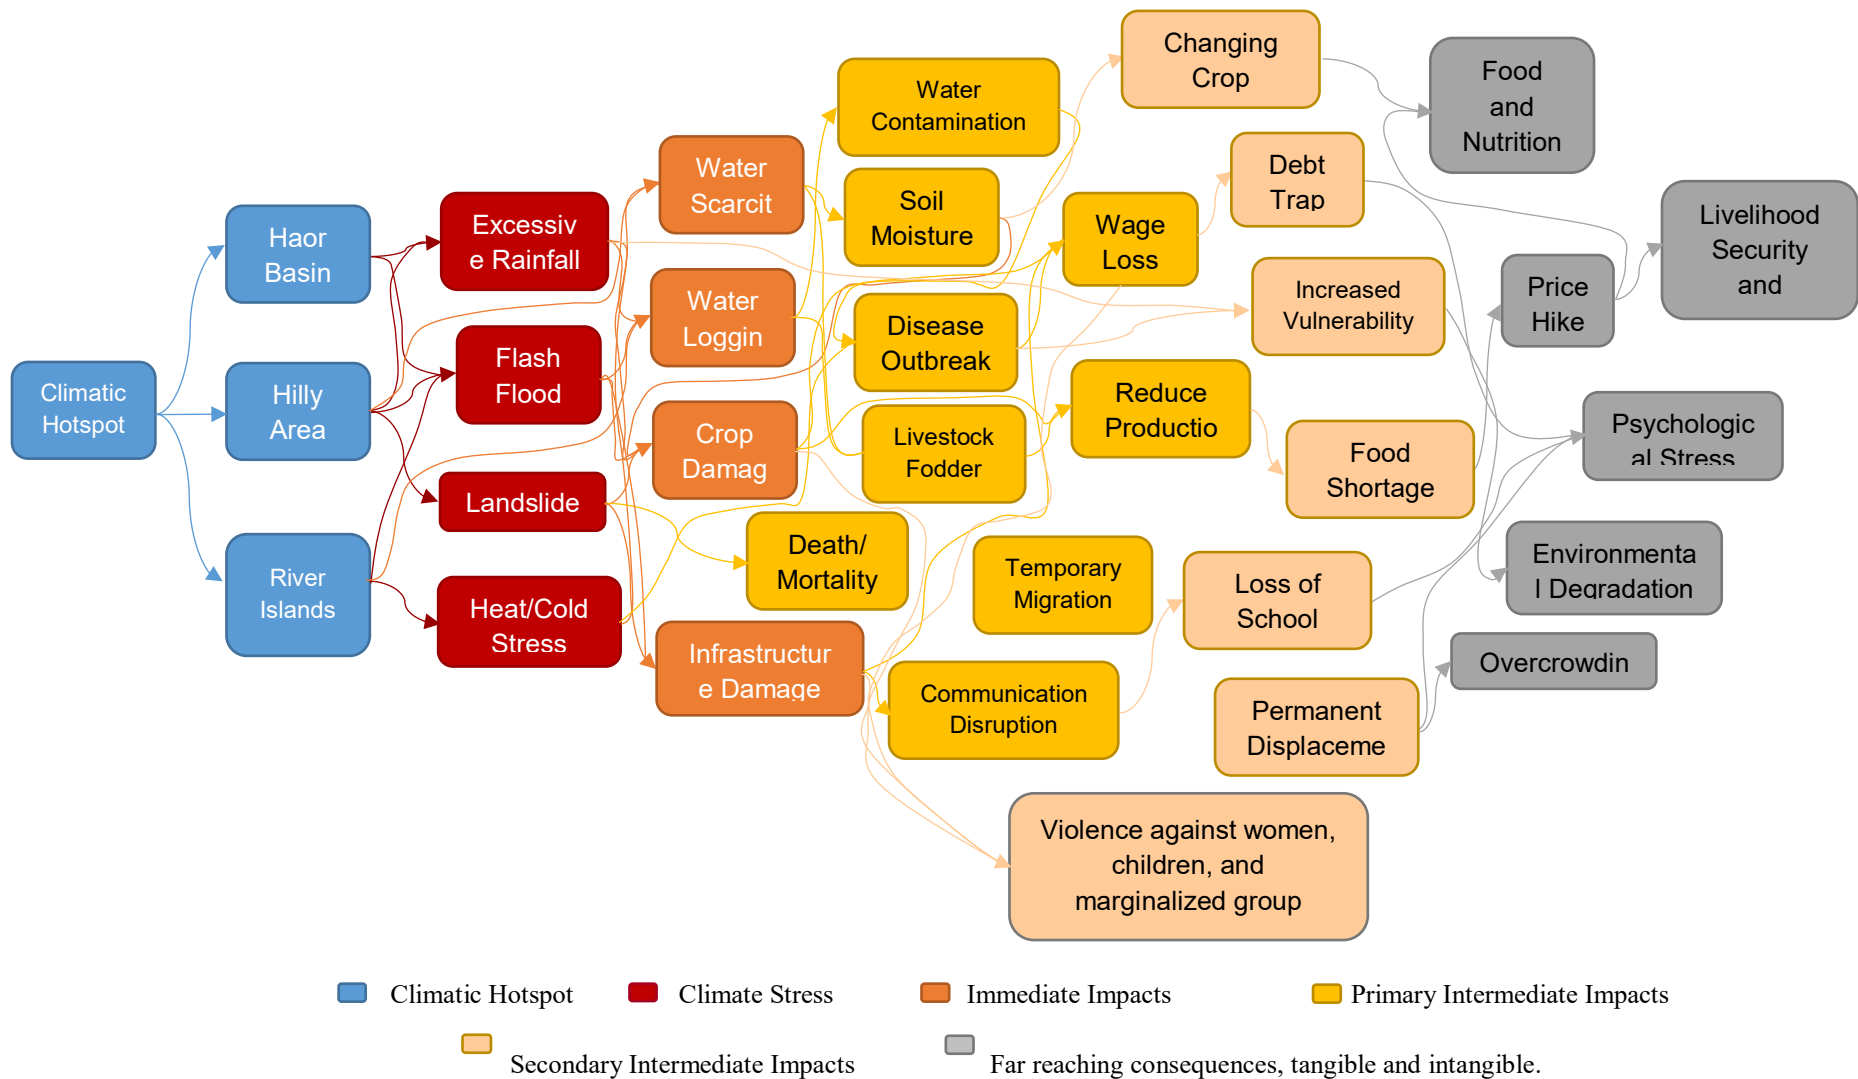 Climatic
Hotspot
Haor
Basin
Hilly
Area
River
Islands
Excessiv
e Rainfall
Flash
Flood
Landslide
Heat/Cold
Stress
Water
Scarcit
Water
Loggin
Crop
Damag
Infrastructur
e Damage
Water
Contamination
Soil
Moisture
Disease
Outbreak
Livestock
Fodder
Death/
Mortality
Temporary
Migration
Communication
Disruption
Wage
Loss
Reduce
Productio
Changing
Crop
Debt
Trap
Increased
Vulnerability
Food
Shortage
Loss of
School
Permanent
Displaceme
Violence against women,
children, and
marginalized group
Food
and
Nutrition
Livelihood
Security
and
Price
Hike
Psychologic
al Stress
Environmenta
l Degradation
Overcrowdin
Climatic Hotspot
Climate Stress
Immediate Impacts
Primary Intermediate Impacts
Secondary Intermediate Impacts
Far reaching consequences, tangible and intangible.